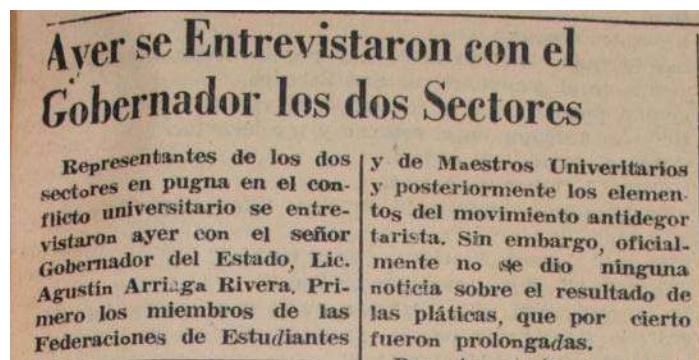 Ayer se Entrevistaron con el
Gobernador los dos Sectores
Representantes de los dos
sectores en pugna en el con-
flicto universitario se entre-
vistaron ayer con el señor
Gobernador del Estado, Lic.
Agustín Arriaga Rivera. Pri-
mero los miembros de las
Federaciones de Estudiantes
y de Maestros Univeritarios
y posteriormente los elemen-
tos del movimiento antidegor
tarista. Sin embargo, oficial-
mente no se dio ninguna
noticia sobre el resultado de
las pláticas, que por cierto
fueron prolongadas.